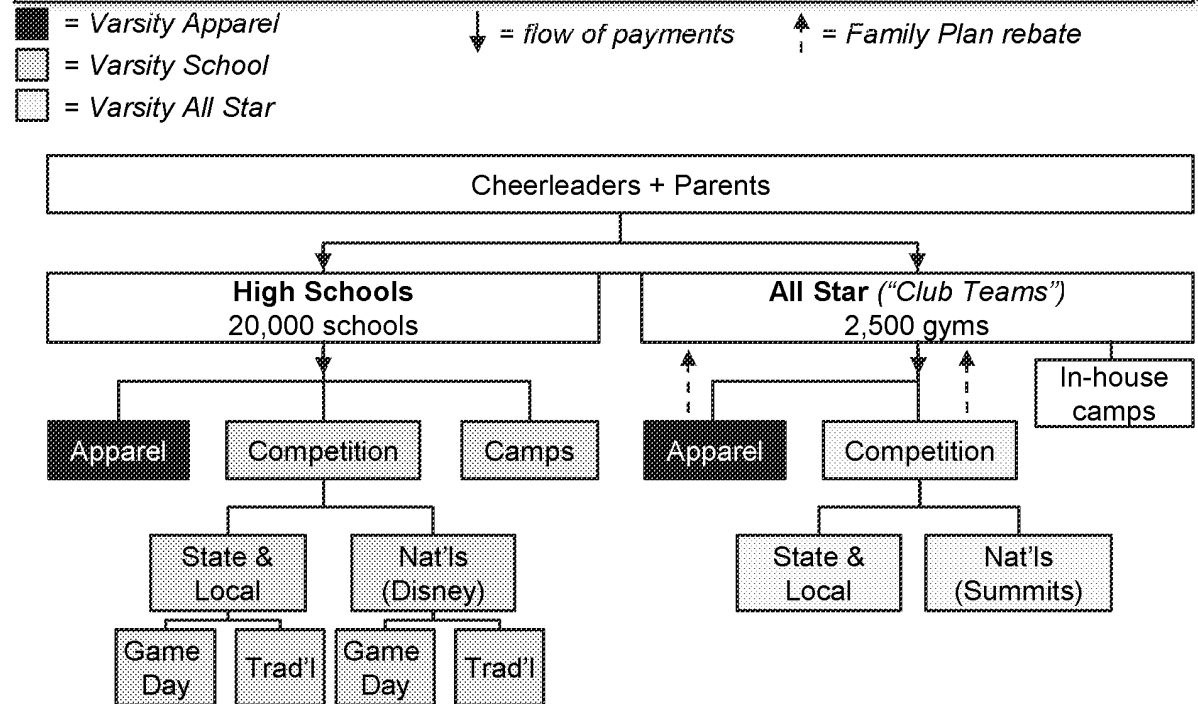 = Varsity Apparel
= flow of payments
= Family Plan rebate
= Varsity School
= Varsity All Star
Cheerleaders + Parents
High Schools
20,000 schools
All Star ("Club Teams")
2,500 gyms
In-house
camps
Apparel
Competition
Camps
Apparel
Competition
State &
Local
Nat'ls
(Disney)
State &
Local
Nat'ls
(Summits)
Game
Day
Trad'l
Game
Day
Trad'l